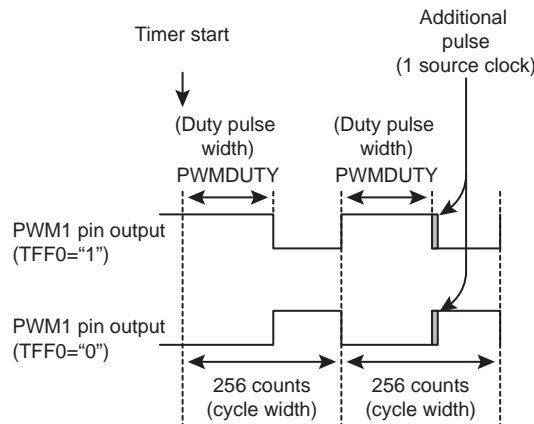 Timer start
Additional
pulse
(1 source clock)
(Duty pulse
width)
PWMDUTY
(Duty pulse
width)
PWMDUTY
PWM1 pin output
(TFF0=“1”)
PWM1 pin output
(TFF0=“0”)
256 counts
(cycle width)
256 counts
(cycle width)